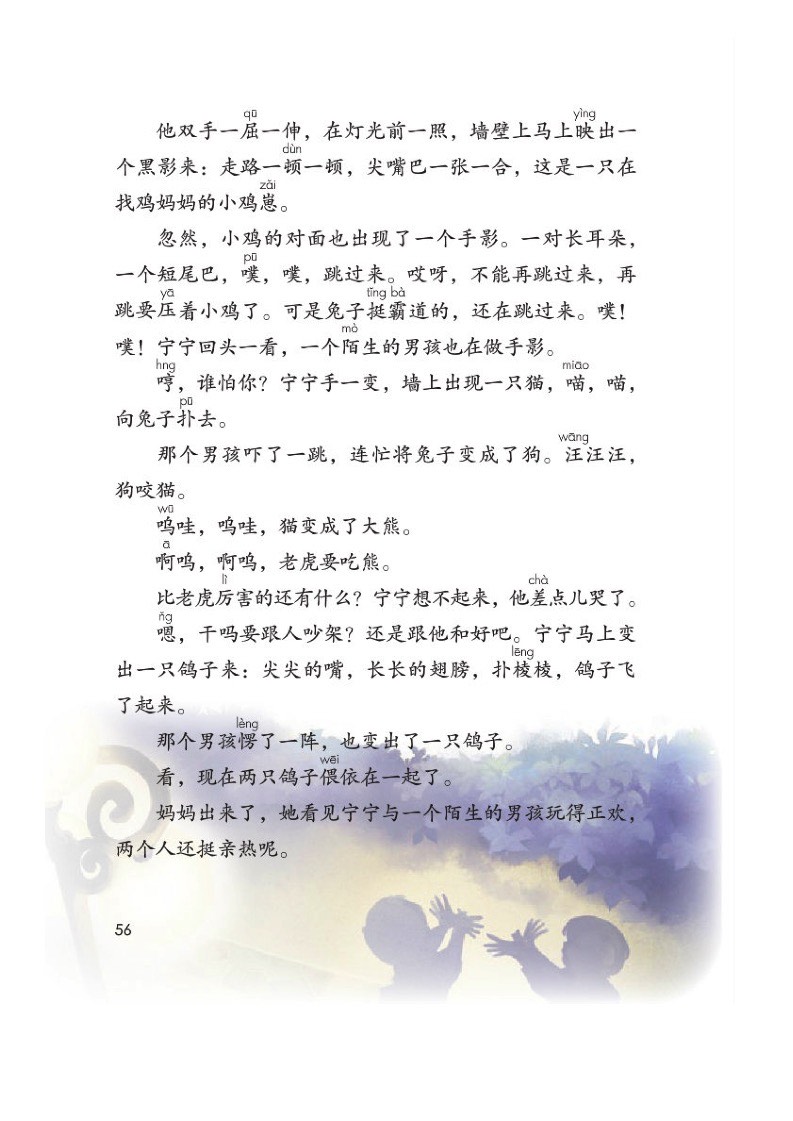 qū yìng
他双手一屈一伸，在灯光前一照，墙壁上马上映出一
dùn
个黑影来：走路一顿一顿，尖嘴巴一张一合，这是一只在
zǎi
找鸡妈妈的小鸡崽。
忽然，小鸡的对面也出现了一个手影。一对长耳朵，
pū
一个短尾巴，噗，噗，跳过来。哎呀，不能再跳过来，再
yā tǐng bà
跳要压着小鸡了。可是兔子挺霸道的，还在跳过来。噗！
mò
噗！宁宁回头一看，一个陌生的男孩也在做手影。
hng miāo
哼，谁怕你？宁宁手一变，墙上出现一只猫，喵，喵，
pū
向兔子扑去。
wāng
那个男孩吓了一跳，连忙将兔子变成了狗。汪汪汪，
狗咬猫。
wū
呜哇，呜哇，猫变成了大熊。
ā
啊呜，啊呜，老虎要吃熊。
lì chà
比老虎厉害的还有什么？宁宁想不起来，他差点儿哭了。
ňg
嗯，干吗要跟人吵架？还是跟他和好吧。宁宁马上变
lēng
出一只鸽子来：尖尖的嘴，长长的翅膀，扑棱棱，鸽子飞
了起来。
lèng
那个男孩愣了一阵，也变出了一只鸽子。
wēi
看，现在两只鸽子偎依在一起了。
妈妈出来了，她看见宁宁与一个陌生的男孩玩得正欢，
两个人还挺亲热呢。
56